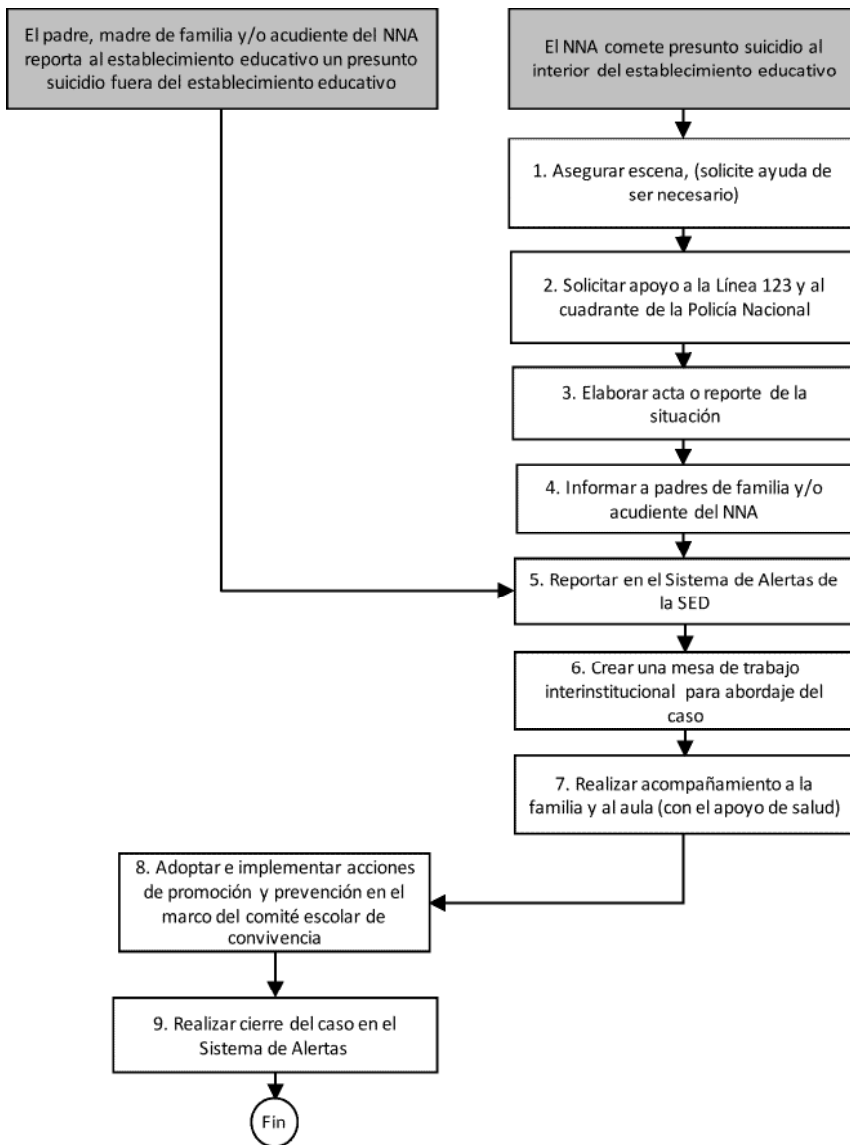 El padre, madre de familia y/o acudiente del NNA
reporta al establecimiento educativo un presunto
suicidio fuera del establecimiento educativo
El NNA comete presunto suicidio al
interior del establecimiento educativo
1. Asegurar escena, (solicite ayuda de
ser necesario)
2. Solicitar apoyo a la Línea 123 y al
cuadrante de la Policía Nacional
3. Elaborar acta o reporte de la
situación
4. Informar a padres de familia y/o
acudiente del NNA
5. Reportar en el Sistema de Alertas de
la SED
6. Crear una mesa de trabajo
interinstitucional para abordaje del
caso
7. Realizar acompañamiento a la
familia y al aula (con el apoyo de salud)
8. Adoptar e implementar acciones
de promoción y prevención en el
marco del comité escolar de
convivencia
9. Realizar cierre del caso en el
Sistema de Alertas
Fin